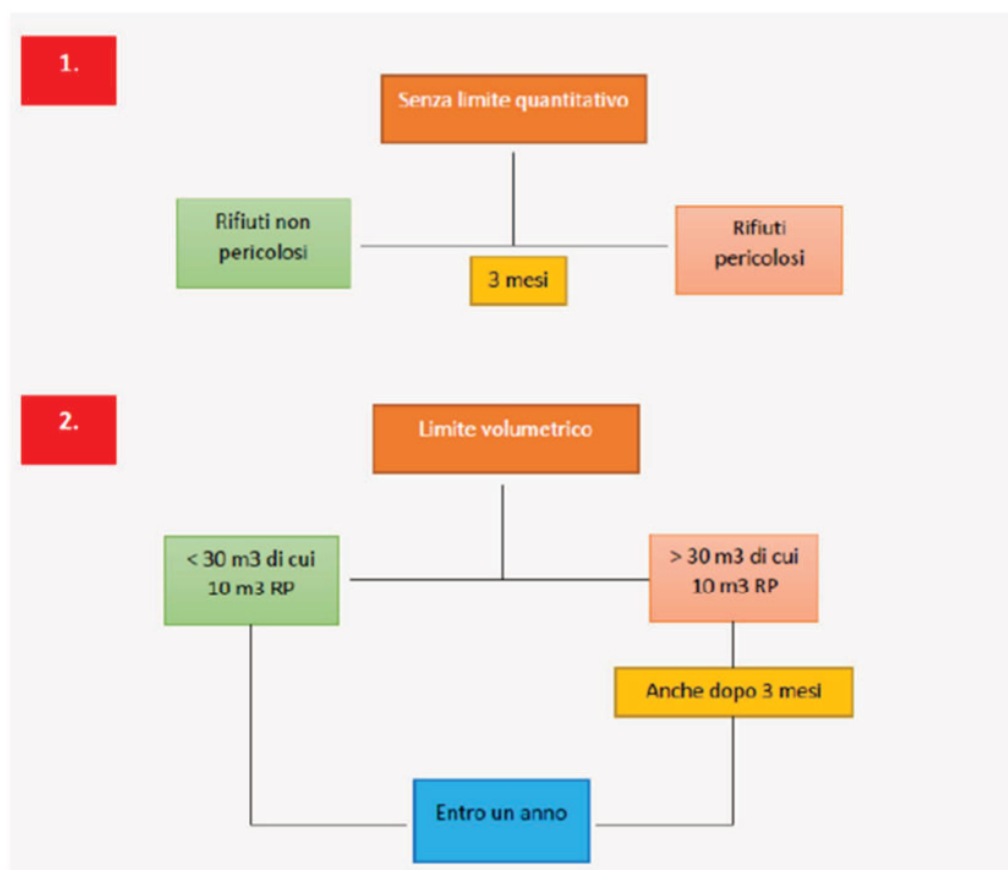 1.
Senza limite quantitativo
Rifiuti non
pericolosi
Rifiuti
pericolosi
3 mesi
2.
Limite volumetrico
< 30 m3 di cui
10 m3 RP
> 30 m3 di cui
10 m3 RP
Anche dopo 3 mesi
Entro un anno